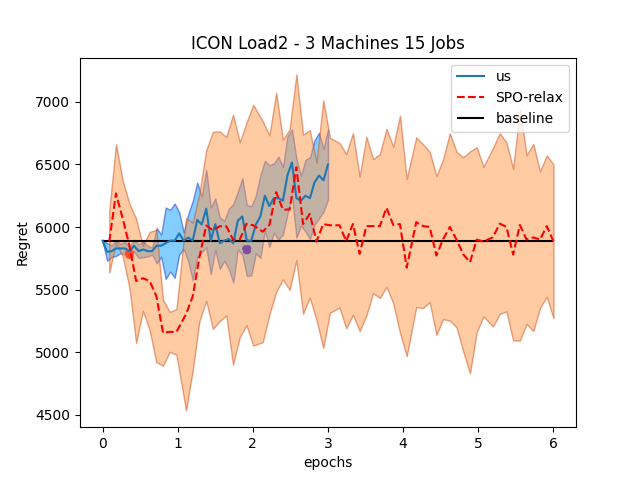 ICON Load2 - 3 Machines 15 Jobs
us
SPO-relax
baseline
Regret
7000
6500
6000
5500
5000
4500
0 1 2 3 4 5 6
epochs